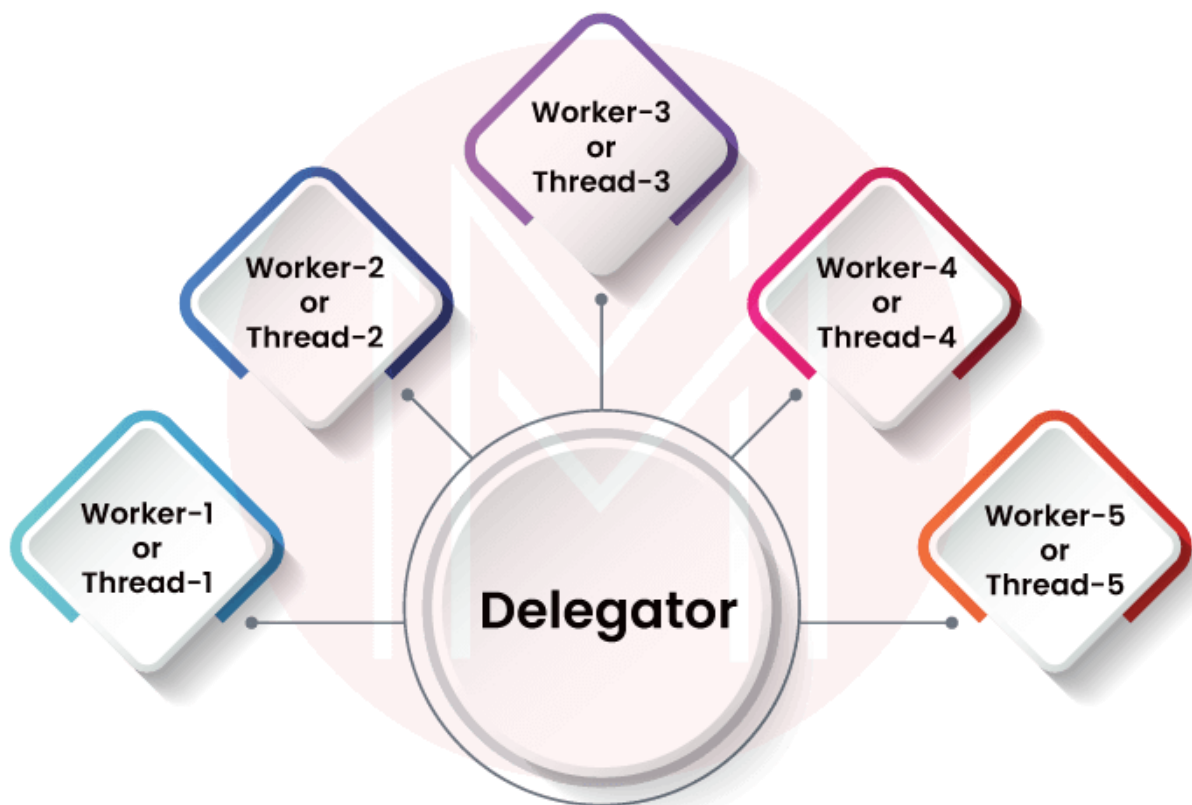 Worker-3
or
Thread-3
Worker-2
or
Thread-2
Worker-4
or
Thread-4
Worker-1
or
Thread-1
Worker-5
or
Thread-5
Delegator